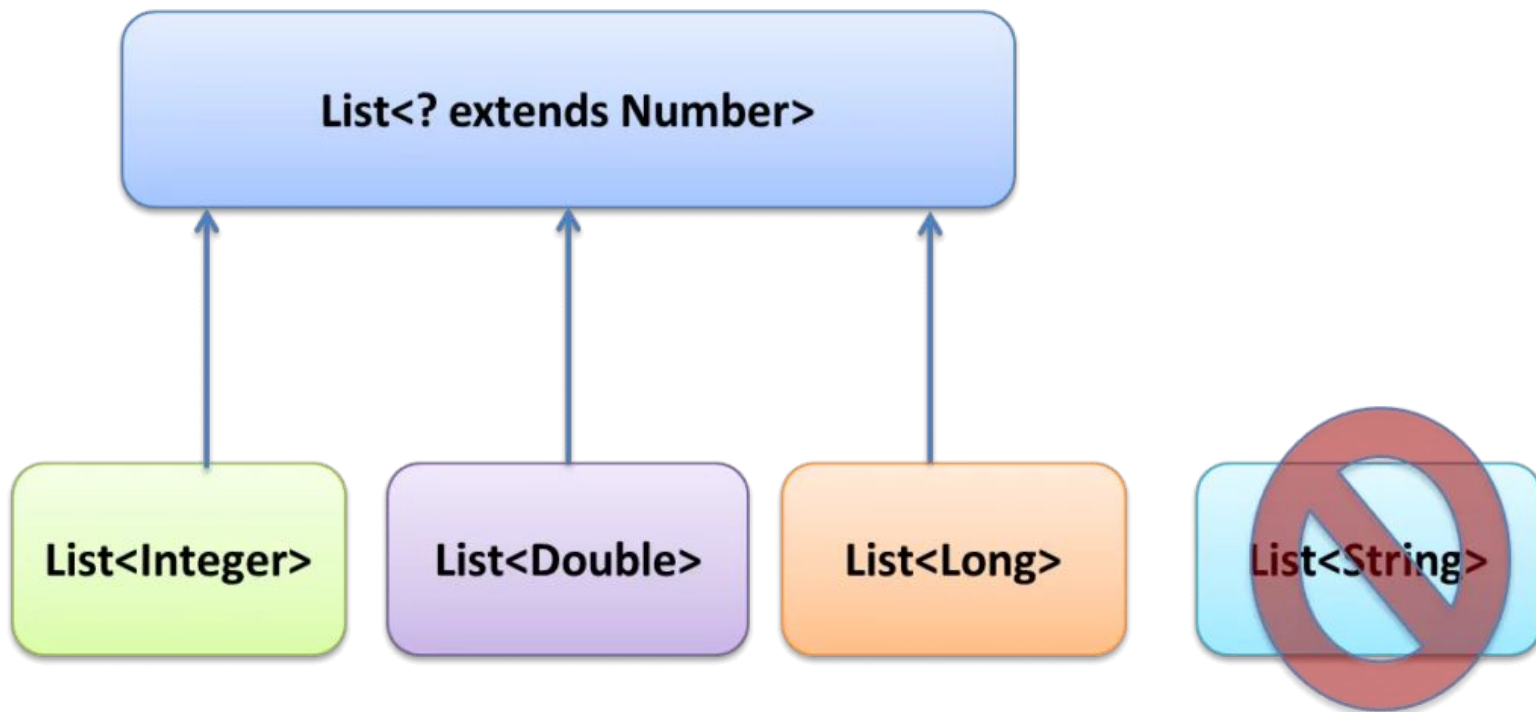 List<? extends Number>
List<Integer>
List<Double>
List<Long>
List<String>